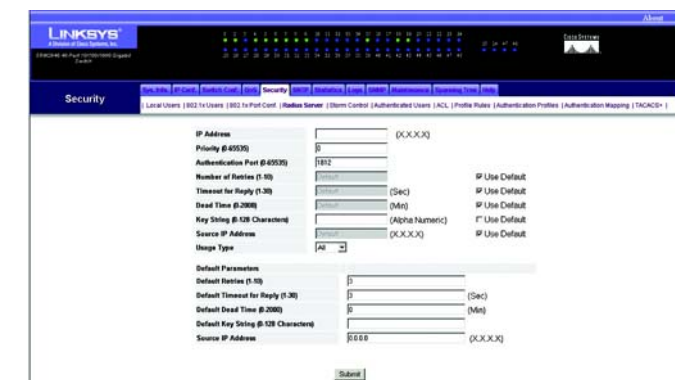 About
LINKSYS®
A Division of Cisco Systems, Inc.
Cisco Systems
Security
Sys. Info. | IP Conf. | Switch Conf. | QoS | Security | SNTP | Statistics | Logs | SNMP | Maintenance | Spanning Tree | Help
| Local Users | 802.1x Users | 802.1x Port Conf. | Radius Server | Storm Control | Authenticated Users | ACL | Profile Rules | Authentication Profiles | Authentication Mapping | TACACS+ |
IP Address (X.X.X.X)
Priority (0-65535) 0
Authentication Port (0-65535) 1812
Number of Retries (1-10) Default Use Default
Timeout for Reply (1-30) Default (Sec) Use Default
Dead Time (0-2000) Default (Min) Use Default
Key String (0-128 Characters) (Alpha Numeric) Use Default
Source IP Address Default (X.X.X.X) Use Default
Usage Type All
Default Parameters
Default Retries (1-10) 3
Default Timeout for Reply (1-30) 3 (Sec)
Default Dead Time (0-2000) 0 (Min)
Default Key String (0-128 Characters)
Source IP Address 0.0.0.0 (X.X.X.X)
Submit